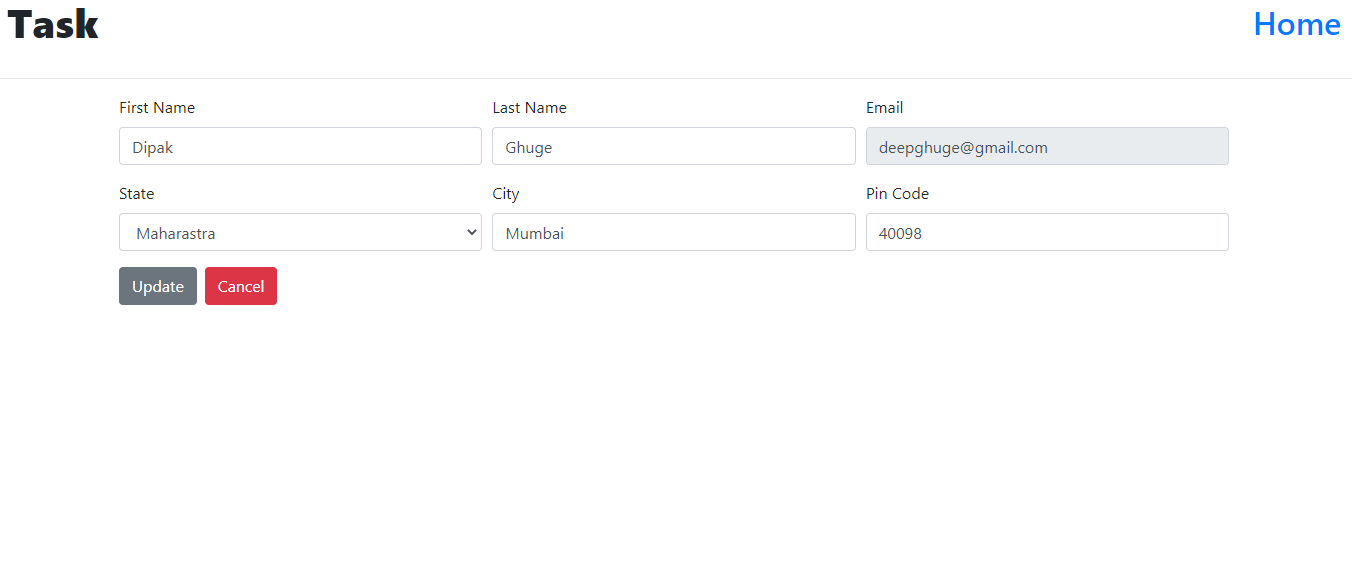 Task Home
First Name Last Name Email
Dipak Ghuge deepghuge@gmail.com
State City Pin Code
Maharastra Mumbai 40098
Update Cancel